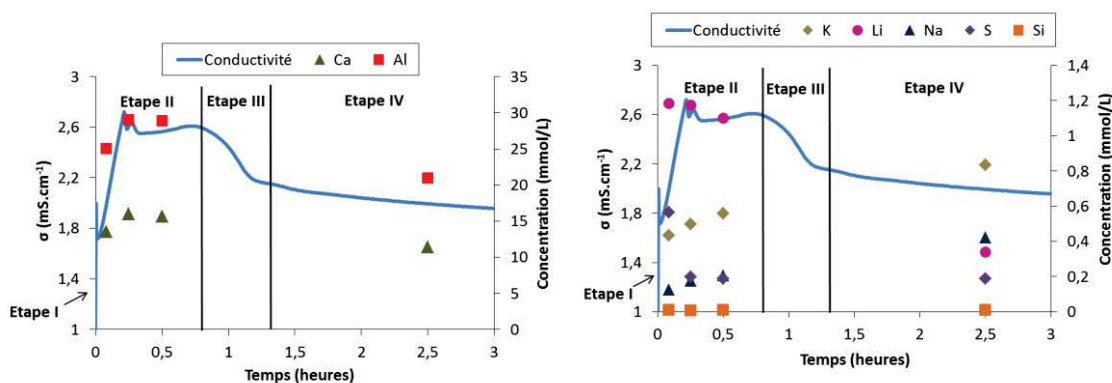 Conductivité Ca Al
3 35
Etape II Etape III Etape IV
30
2,6
25
2,2
20
σ (mS.cm⁻¹)
Concentration (mmol/L)
15
1,8
10
1,4
Etape I
5
1 0
0 0,5 1 1,5 2 2,5 3
Temps (heures)
Conductivité K Li Na S Si
3 1,4
Etape II Etape III Etape IV
1,2
2,6
1
2,2
0,8
σ (mS.cm⁻¹)
Concentration (mmol/L)
0,6
1,8
0,4
1,4
Etape I
0,2
1 0
0 0,5 1 1,5 2 2,5 3
Temps (heures)